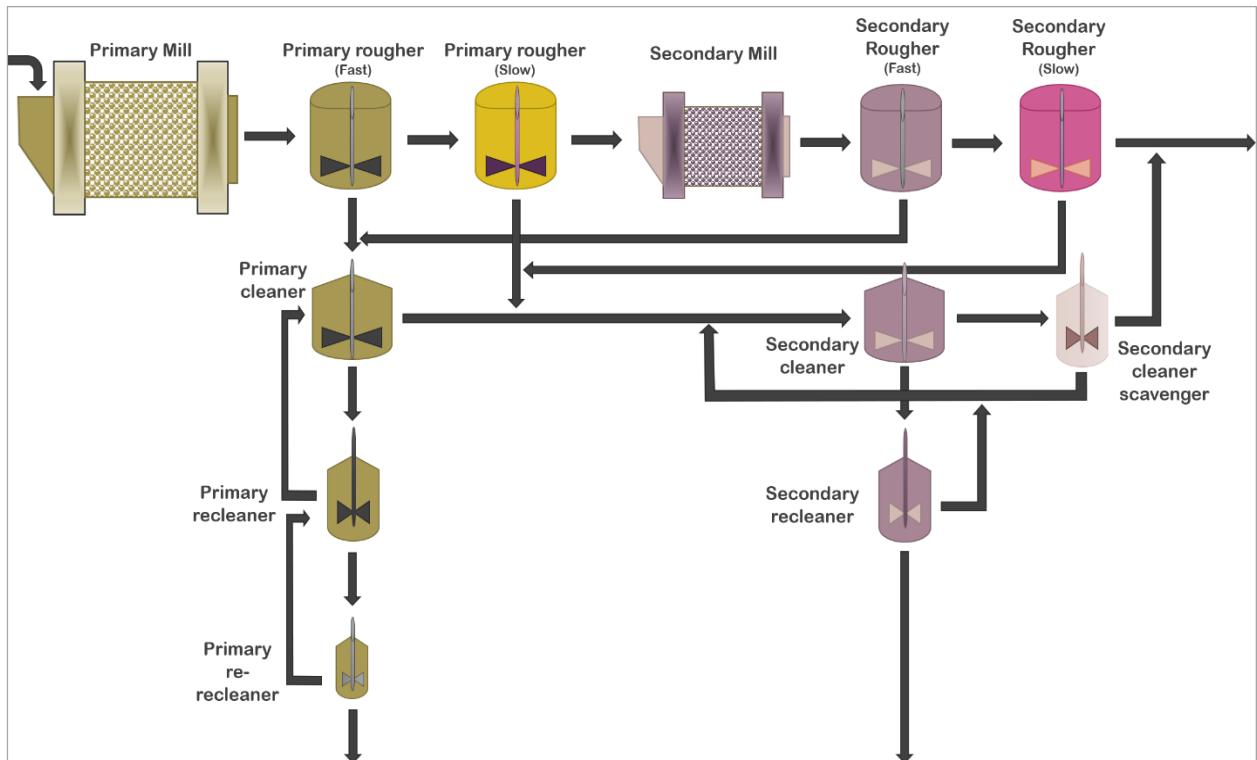 Primary Mill
Primary rougher
(Fast)
Primary rougher
(Slow)
Secondary Mill
Secondary
Rougher
(Fast)
Secondary
Rougher
(Slow)
Primary
cleaner
Secondary
cleaner
Secondary
cleaner
scavenger
Primary
recleaner
Secondary
recleaner
Primary
re-
recleaner